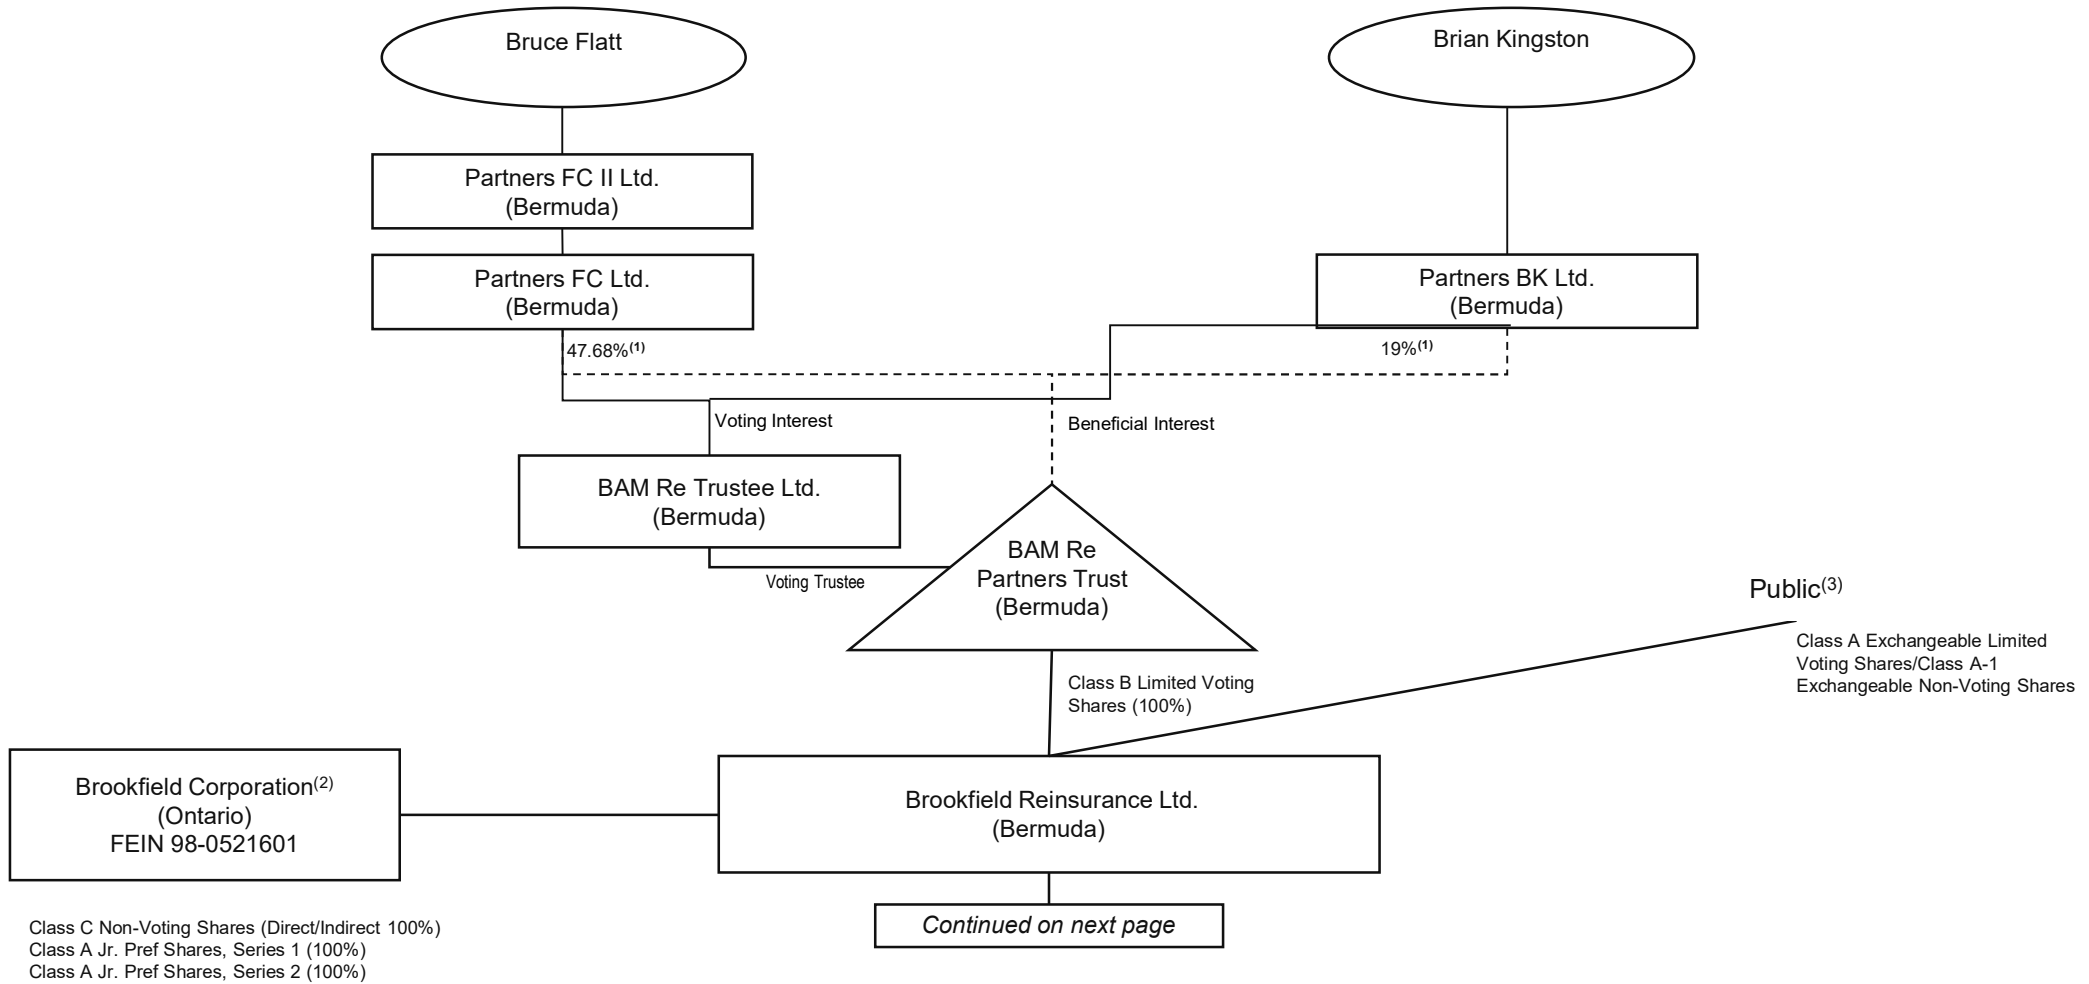 Bruce Flatt
Brian Kingston
Partners FC II Ltd.
(Bermuda)
Partners FC Ltd.
(Bermuda)
Partners BK Ltd.
(Bermuda)
47.68%(1)
19%(1)
Voting Interest
Beneficial Interest
BAM Re Trustee Ltd.
(Bermuda)
Voting Trustee
BAM Re
Partners Trust
(Bermuda)
Public(3)
Class A Exchangeable Limited
Voting Shares/Class A-1
Exchangeable Non-Voting Shares
Class B Limited Voting
Shares (100%)
Brookfield Corporation(2)
(Ontario)
FEIN 98-0521601
Brookfield Reinsurance Ltd.
(Bermuda)
Continued on next page
Class C Non-Voting Shares (Direct/Indirect 100%)
Class A Jr. Pref Shares, Series 1 (100%)
Class A Jr. Pref Shares, Series 2 (100%)